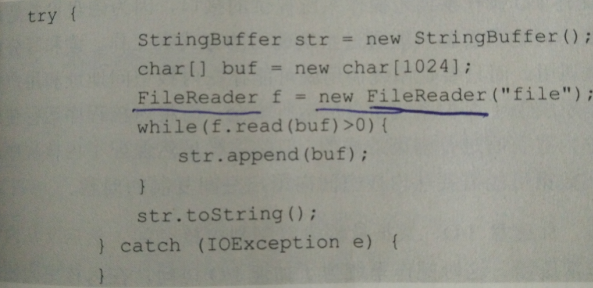 try {
StringBuffer str = new StringBuffer();
char[] buf = new char[1024];
FileReader f = new FileReader("file");
while(f.read(buf)>0){
str.append(buf);
}
str.toString();
} catch (IOException e) {
}